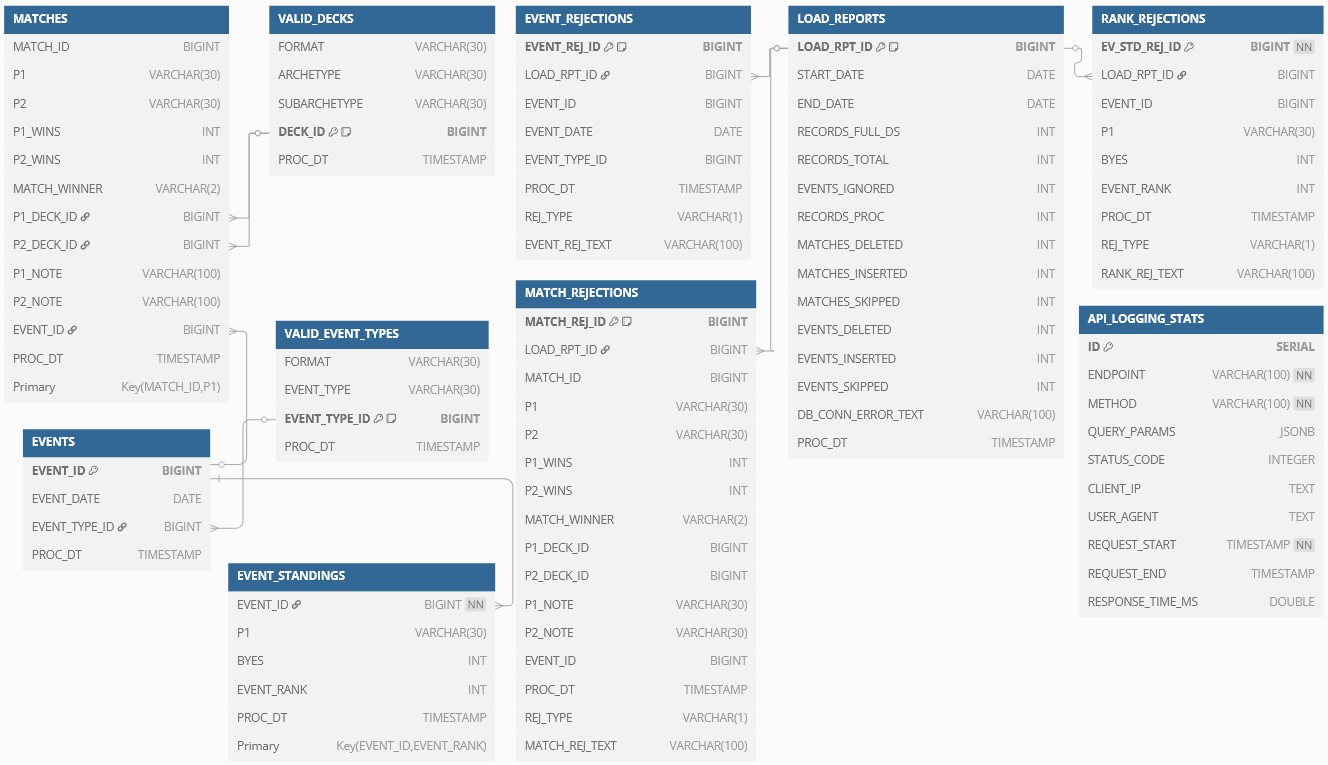 MATCHES
MATCH_ID BIGINT
P1 VARCHAR(30)
P2 VARCHAR(30)
P1_WINS INT
P2_WINS INT
MATCH_WINNER VARCHAR(2)
P1_DECK_ID BIGINT
P2_DECK_ID BIGINT
P1_NOTE VARCHAR(100)
P2_NOTE VARCHAR(100)
EVENT_ID BIGINT
PROC_DT TIMESTAMP
Primary Key(MATCH_ID,P1)
VALID_DECKS
FORMAT VARCHAR(30)
ARCHETYPE VARCHAR(30)
SUBARCHETYPE VARCHAR(30)
DECK_ID BIGINT
PROC_DT TIMESTAMP
VALID_EVENT_TYPES
FORMAT VARCHAR(30)
EVENT_TYPE VARCHAR(30)
EVENT_TYPE_ID BIGINT
PROC_DT TIMESTAMP
EVENTS
EVENT_ID BIGINT
EVENT_DATE DATE
EVENT_TYPE_ID BIGINT
PROC_DT TIMESTAMP
EVENT_STANDINGS
EVENT_ID BIGINT NN
P1 VARCHAR(30)
BYES INT
EVENT_RANK INT
PROC_DT TIMESTAMP
Primary Key(EVENT_ID,EVENT_RANK)
EVENT_REJECTIONS
EVENT_REJ_ID BIGINT
LOAD_RPT_ID BIGINT
EVENT_ID BIGINT
EVENT_DATE DATE
EVENT_TYPE_ID BIGINT
PROC_DT TIMESTAMP
REJ_TYPE VARCHAR(1)
EVENT_REJ_TEXT VARCHAR(100)
MATCH_REJECTIONS
MATCH_REJ_ID BIGINT
LOAD_RPT_ID BIGINT
MATCH_ID BIGINT
P1 VARCHAR(30)
P2 VARCHAR(30)
P1_WINS INT
P2_WINS INT
MATCH_WINNER VARCHAR(2)
P1_DECK_ID BIGINT
P2_DECK_ID BIGINT
P1_NOTE VARCHAR(30)
P2_NOTE VARCHAR(30)
EVENT_ID BIGINT
PROC_DT TIMESTAMP
REJ_TYPE VARCHAR(1)
MATCH_REJ_TEXT VARCHAR(100)
LOAD_REPORTS
LOAD_RPT_ID BIGINT
START_DATE DATE
END_DATE DATE
RECORDS_FULL_DS INT
RECORDS_TOTAL INT
EVENTS_IGNORED INT
RECORDS_PROC INT
MATCHES_DELETED INT
MATCHES_INSERTED INT
MATCHES_SKIPPED INT
EVENTS_DELETED INT
EVENTS_INSERTED INT
EVENTS_SKIPPED INT
DB_CONN_ERROR_TEXT VARCHAR(100)
PROC_DT TIMESTAMP
RANK_REJECTIONS
EV_STD_REJ_ID BIGINT NN
LOAD_RPT_ID BIGINT
EVENT_ID BIGINT
P1 VARCHAR(30)
BYES INT
EVENT_RANK INT
PROC_DT TIMESTAMP
REJ_TYPE VARCHAR(1)
RANK_REJ_TEXT VARCHAR(100)
API_LOGGING_STATS
ID SERIAL
ENDPOINT VARCHAR(100) NN
METHOD VARCHAR(100) NN
QUERY_PARAMS JSONB
STATUS_CODE INTEGER
CLIENT_IP TEXT
USER_AGENT TEXT
REQUEST_START TIMESTAMP NN
REQUEST_END TIMESTAMP
RESPONSE_TIME_MS DOUBLE